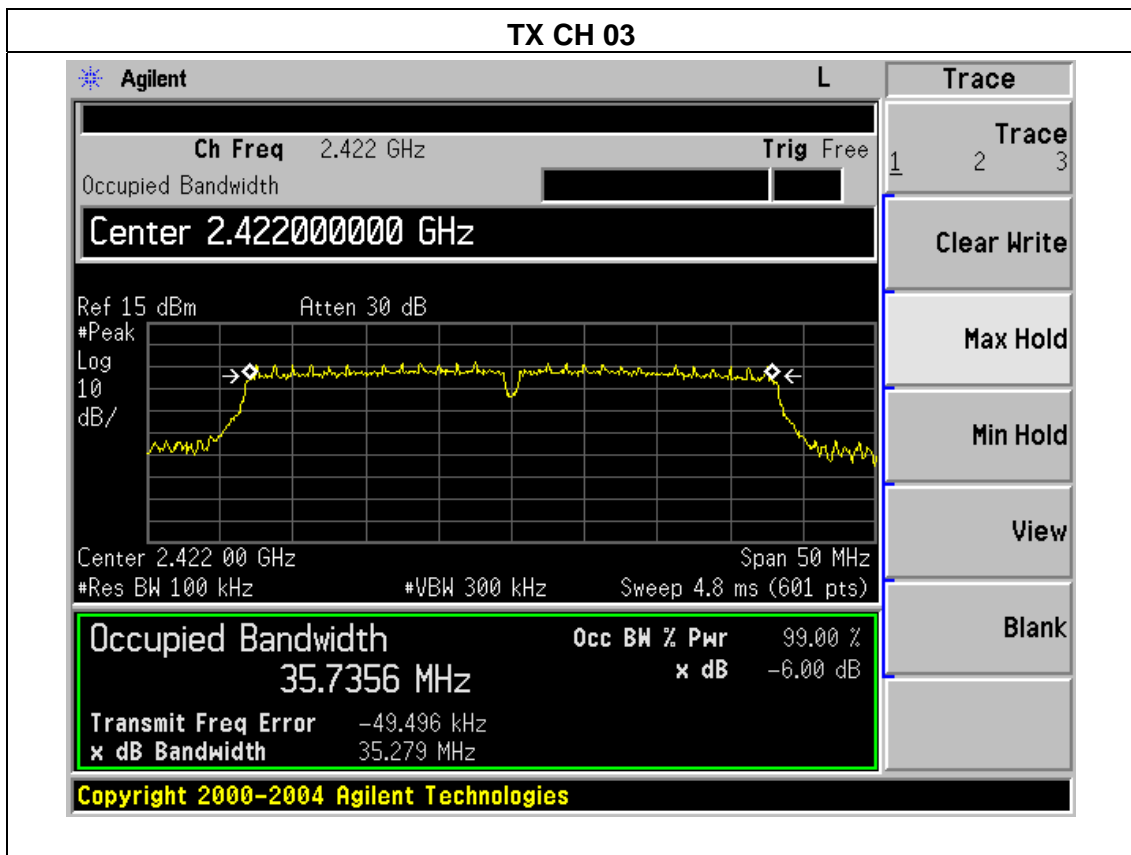 TX CH 03
Agilent L Trace
Ch Freq 2.422 GHz Trig Free
Occupied Bandwidth
Center 2.422000000 GHz
Ref 15 dBm Atten 30 dB
#Peak
Log
10
dB/
Center 2.422 00 GHz Span 50 MHz
#Res BW 100 kHz #VBW 300 kHz Sweep 4.8 ms (601 pts)
Occupied Bandwidth Occ BW % Pwr 99.00 %
35.7356 MHz x dB -6.00 dB
Transmit Freq Error -49.496 kHz
x dB Bandwidth 35.279 MHz
Copyright 2000-2004 Agilent Technologies
Trace
1 2 3
Clear Write
Max Hold
Min Hold
View
Blank